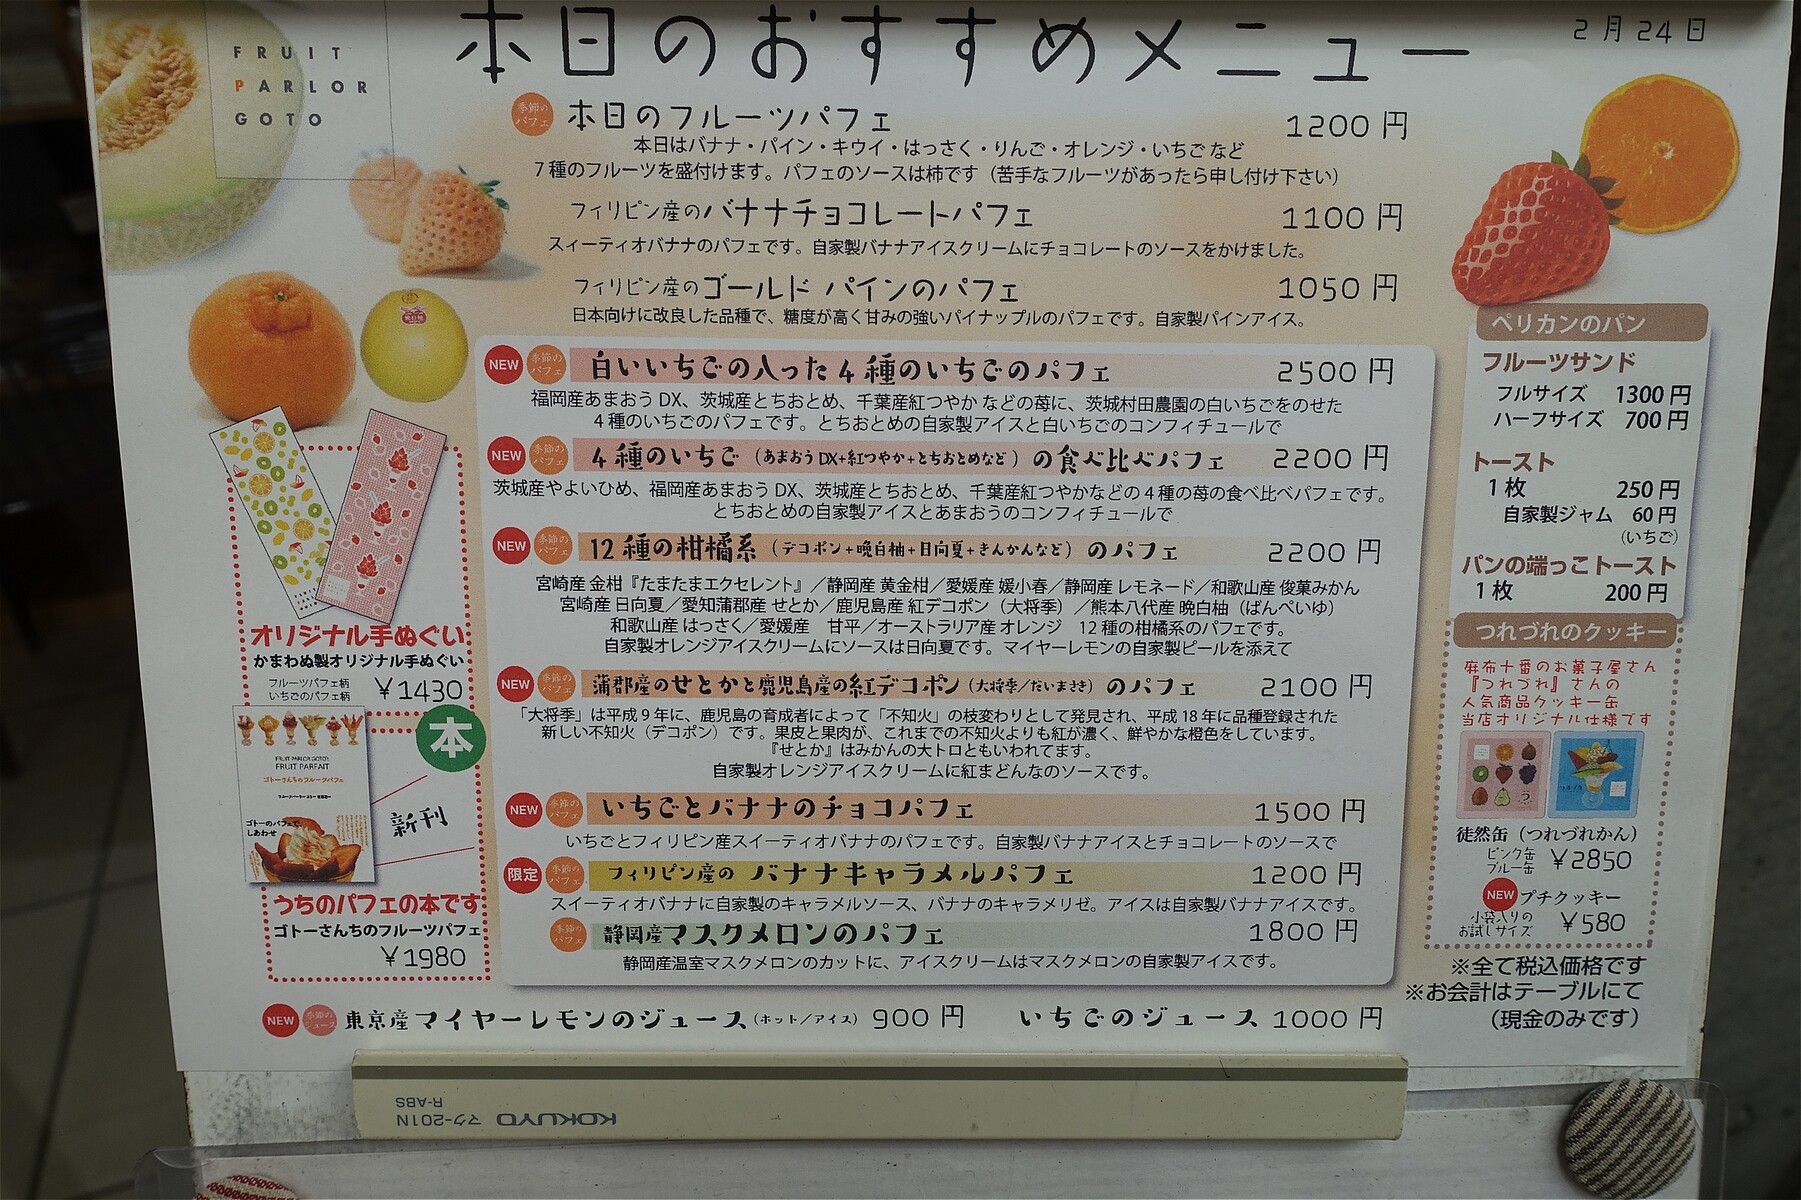 FRUIT
PARLOR
GOTO
本日のおすすめメニュー
2月24日
季節のパフェ 本日のフルーツパフェ 1200円
本日はバナナ・パイン・キウイ・はっさく・りんご・オレンジ・いちご など
7種のフルーツを盛付けます。パフェのソースは柿です（苦手なフルーツがあったら申し付け下さい）
フィリピン産のバナナチョコレートパフェ 1100円
スィーティオバナナのパフェです。自家製バナナアイスクリームにチョコレートのソースをかけました。
フィリピン産のゴールド パインのパフェ 1050円
日本向けに改良した品種で、糖度が高く甘みの強いパイナップルのパフェです。自家製パインアイス。
NEW 季節のパフェ 白いいちごの入った4種のいちごのパフェ 2500円
福岡産あまおうDX、茨城産とちおとめ、千葉産紅つやか などの苺に、茨城村田農園の白いちごをのせた
4種のいちごのパフェです。とちおとめの自家製アイスと白いちごのコンフィチュールで
NEW 季節のパフェ 4種のいちご（あまおうDX+紅つやか+とちおとめなど）の食べ比べパフェ 2200円
茨城産やよいひめ、福岡産あまおうDX、茨城産とちおとめ、千葉産紅つやかなどの4種の苺の食べ比べパフェです。
とちおとめの自家製アイスとあまおうのコンフィチュールで
NEW 季節のパフェ 12種の柑橘系（デコポン+晩白柚+日向夏+きんかんなど）のパフェ 2200円
宮崎産 金柑『たまたまエクセレント』／静岡産 黄金柑／愛媛産 媛小春／静岡産 レモネード／和歌山産 俊菓みかん
宮崎産 日向夏／愛知蒲郡産 せとか／鹿児島産 紅デコポン（大将季）／熊本八代産 晩白柚（ばんぺいゆ）
和歌山産 はっさく／愛媛産 甘平／オーストラリア産 オレンジ 12種の柑橘系のパフェです。
自家製オレンジアイスクリームにソースは日向夏です。マイヤーレモンの自家製ピールを添えて
NEW 季節のパフェ 蒲郡産のせとかと鹿児島産の紅デコポン（大将季/だいまさき）のパフェ 2100円
「大将季」は平成9年に、鹿児島の育成者によって「不知火」の枝変わりとして発見され、平成18年に品種登録された
新しい不知火（デコポン）です。果皮と果肉が、これまでの不知火よりも紅が濃く、鮮やかな橙色をしています。
『せとか』はみかんの大トロともいわれてます。
自家製オレンジアイスクリームに紅まどんなのソースです。
NEW 季節のパフェ いちごとバナナのチョコパフェ 1500円
いちごとフィリピン産スイーティオバナナのパフェです。自家製バナナアイスとチョコレートのソースで
限定 季節のパフェ フィリピン産の バナナキャラメルパフェ 1200円
スイーティオバナナに自家製のキャラメルソース、バナナのキャラメリゼ。アイスは自家製バナナアイスです。
季節のパフェ 静岡産マスクメロンのパフェ 1800円
静岡産温室マスクメロンのカットに、アイスクリームはマスクメロンの自家製アイスです。
NEW 季節のジュース 東京産マイヤーレモンのジュース（ホット／アイス） 900円 いちごのジュース 1000円
オリジナル手ぬぐい
かまわぬ製オリジナル手ぬぐい
フルーツパフェ柄
いちごのパフェ柄
¥1430
本
FRUIT PARLOR GOTO'S
FRUIT PARFAIT
ゴトーさんちのフルーツパフェ
ゴトーのパフェで
しあわせ
新刊
うちのパフェの本です
ゴトーさんちのフルーツパフェ
¥1980
ペリカンのパン
フルーツサンド
フルサイズ 1300円
ハーフサイズ 700円
トースト
1枚 250円
自家製ジャム 60円
（いちご）
パンの端っこトースト
1枚 200円
つれづれのクッキー
麻布十番のお菓子屋さん
『つれづれ』さんの
人気商品クッキー缶
当店オリジナル仕様です
徒然缶（つれづれかん）
ピンク缶
ブルー缶
¥2850
NEW プチクッキー
小袋入りの
お試しサイズ
¥580
※全て税込価格です
※お会計はテーブルにて
（現金のみです）
KOKUYO マク-201N
R-ABS